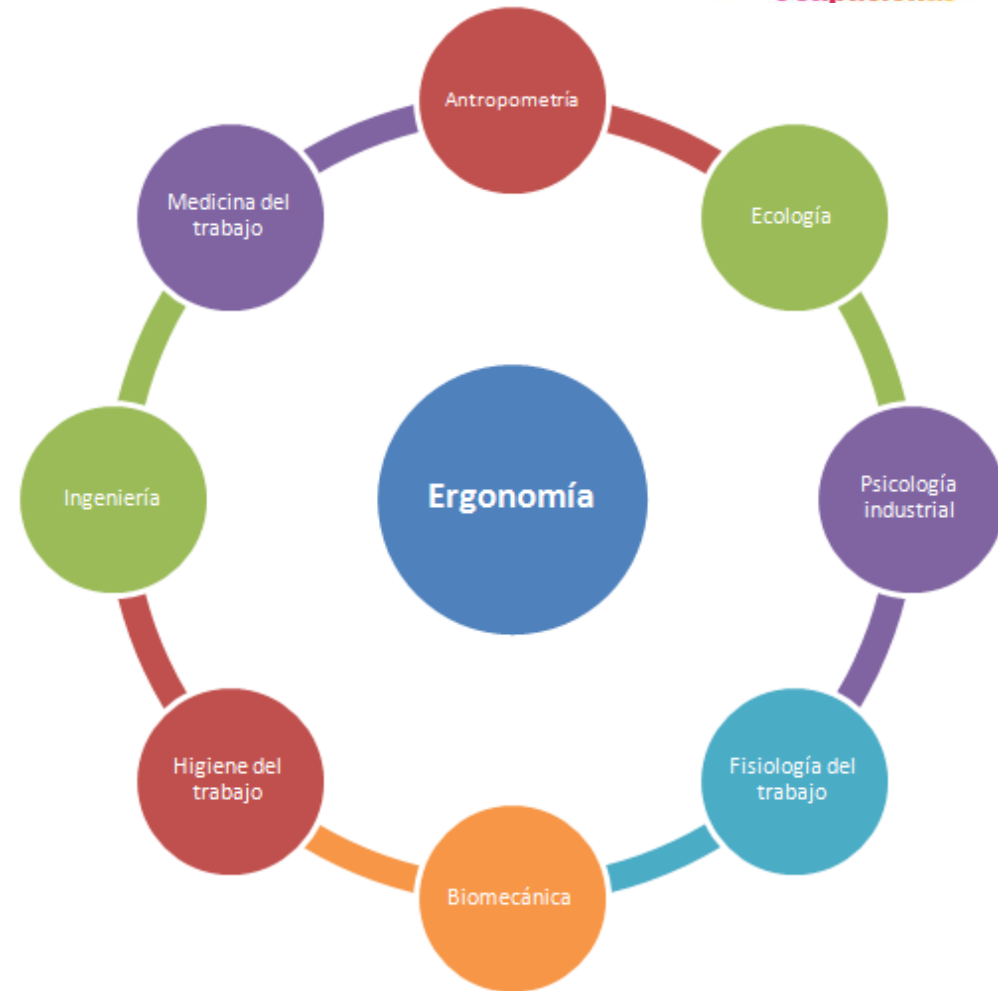 Antropometría
Ecología
Psicología
industrial
Fisiología del
trabajo
Biomecánica
Higiene del
trabajo
Ingeniería
Medicina del
trabajo
Ergonomía